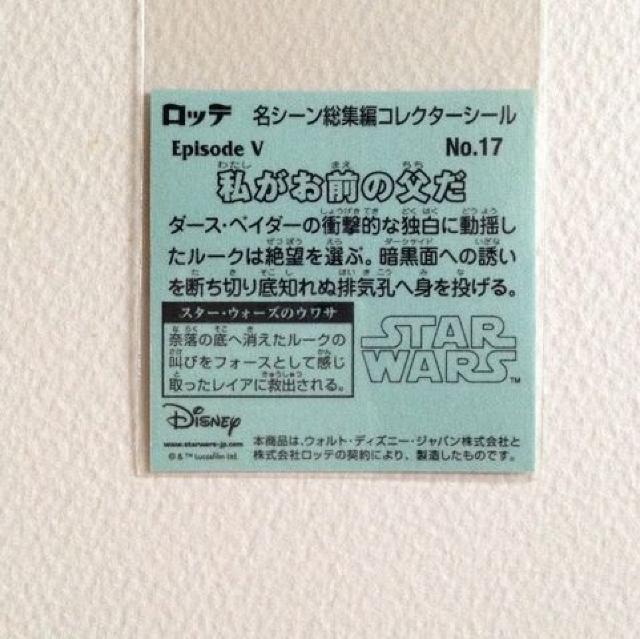 ロッテ 名シーン総集編コレクターシール
Episode V No.17
私がお前の父だ
ダース・ベイダーの衝撃的な独白に動揺し
たルークは絶望を選ぶ。暗黒面への誘い
を断ち切り底知れぬ排気孔へ身を投げる。
スター・ウォーズのウワサ
奈落の底へ消えたルークの
叫びをフォースとして感じ
取ったレイアに救出される。
STAR
WARS™
Disney
www.starwars-jp.com
© & ™ Lucasfilm Ltd.
本商品は、ウォルト・ディズニー・ジャパン株式会社と
株式会社ロッテの契約により、製造したものです。